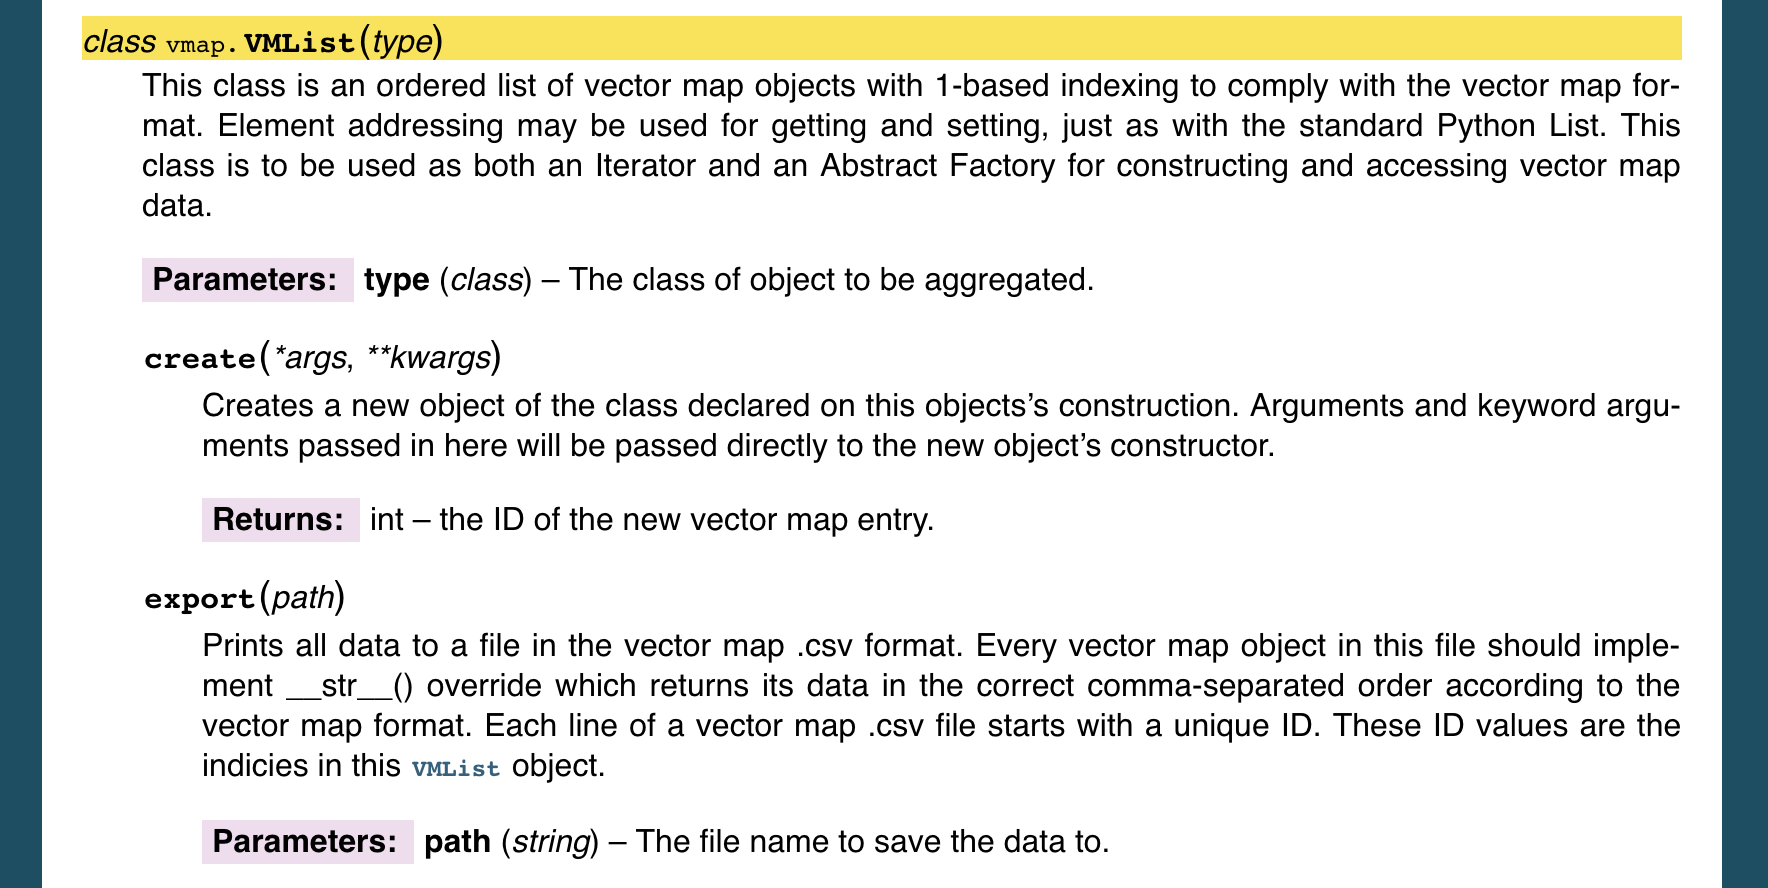 class vmap.VMList(type)
This class is an ordered list of vector map objects with 1-based indexing to comply with the vector map for-
mat. Element addressing may be used for getting and setting, just as with the standard Python List. This
class is to be used as both an Iterator and an Abstract Factory for constructing and accessing vector map
data.
Parameters: type (class) – The class of object to be aggregated.
create(*args, **kwargs)
Creates a new object of the class declared on this objects's construction. Arguments and keyword argu-
ments passed in here will be passed directly to the new object’s constructor.
Returns: int – the ID of the new vector map entry.
export(path)
Prints all data to a file in the vector map .csv format. Every vector map object in this file should imple-
ment __str__() override which returns its data in the correct comma-separated order according to the
vector map format. Each line of a vector map .csv file starts with a unique ID. These ID values are the
indicies in this VMList object.
Parameters: path (string) – The file name to save the data to.